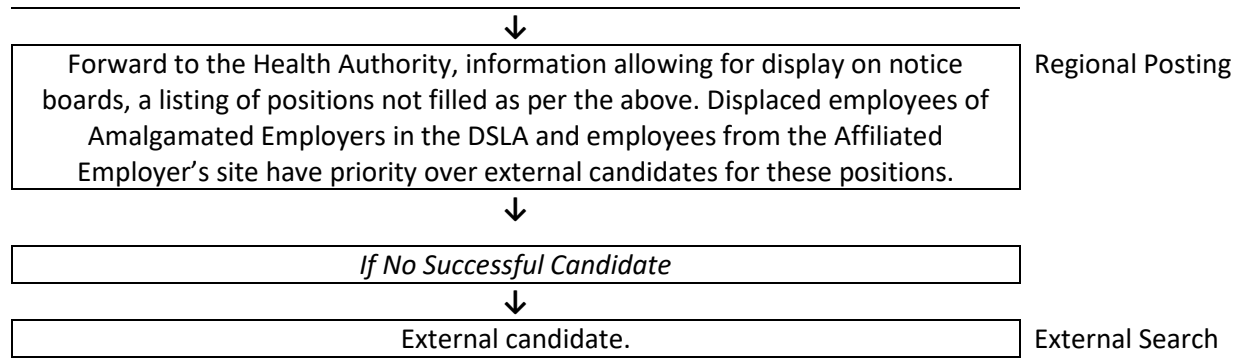 ↓
Forward to the Health Authority, information allowing for display on notice
boards, a listing of positions not filled as per the above. Displaced employees of
Amalgamated Employers in the DSLA and employees from the Affiliated
Employer’s site have priority over external candidates for these positions.
Regional Posting
↓
If No Successful Candidate
↓
External candidate.
External Search